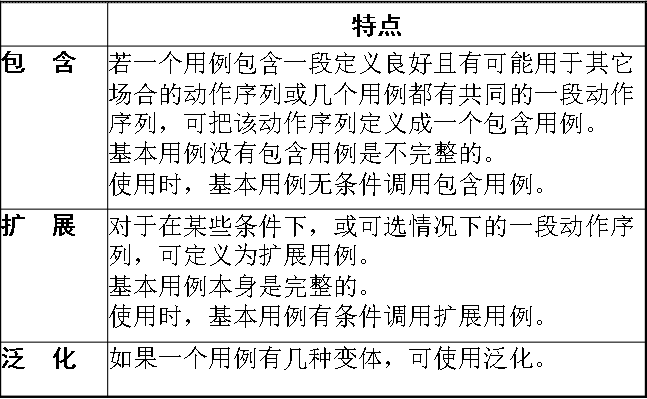 特点
包 含
若一个用例包含一段定义良好且有可能用于其它
场合的动作序列或几个用例都有共同的一段动作
序列，可把该动作序列定义成一个包含用例。
基本用例没有包含用例是不完整的。
使用时，基本用例无条件调用包含用例。
扩 展
对于在某些条件下，或可选情况下的一段动作序
列，可定义为扩展用例。
基本用例本身是完整的。
使用时，基本用例有条件调用扩展用例。
泛 化
如果一个用例有几种变体，可使用泛化。